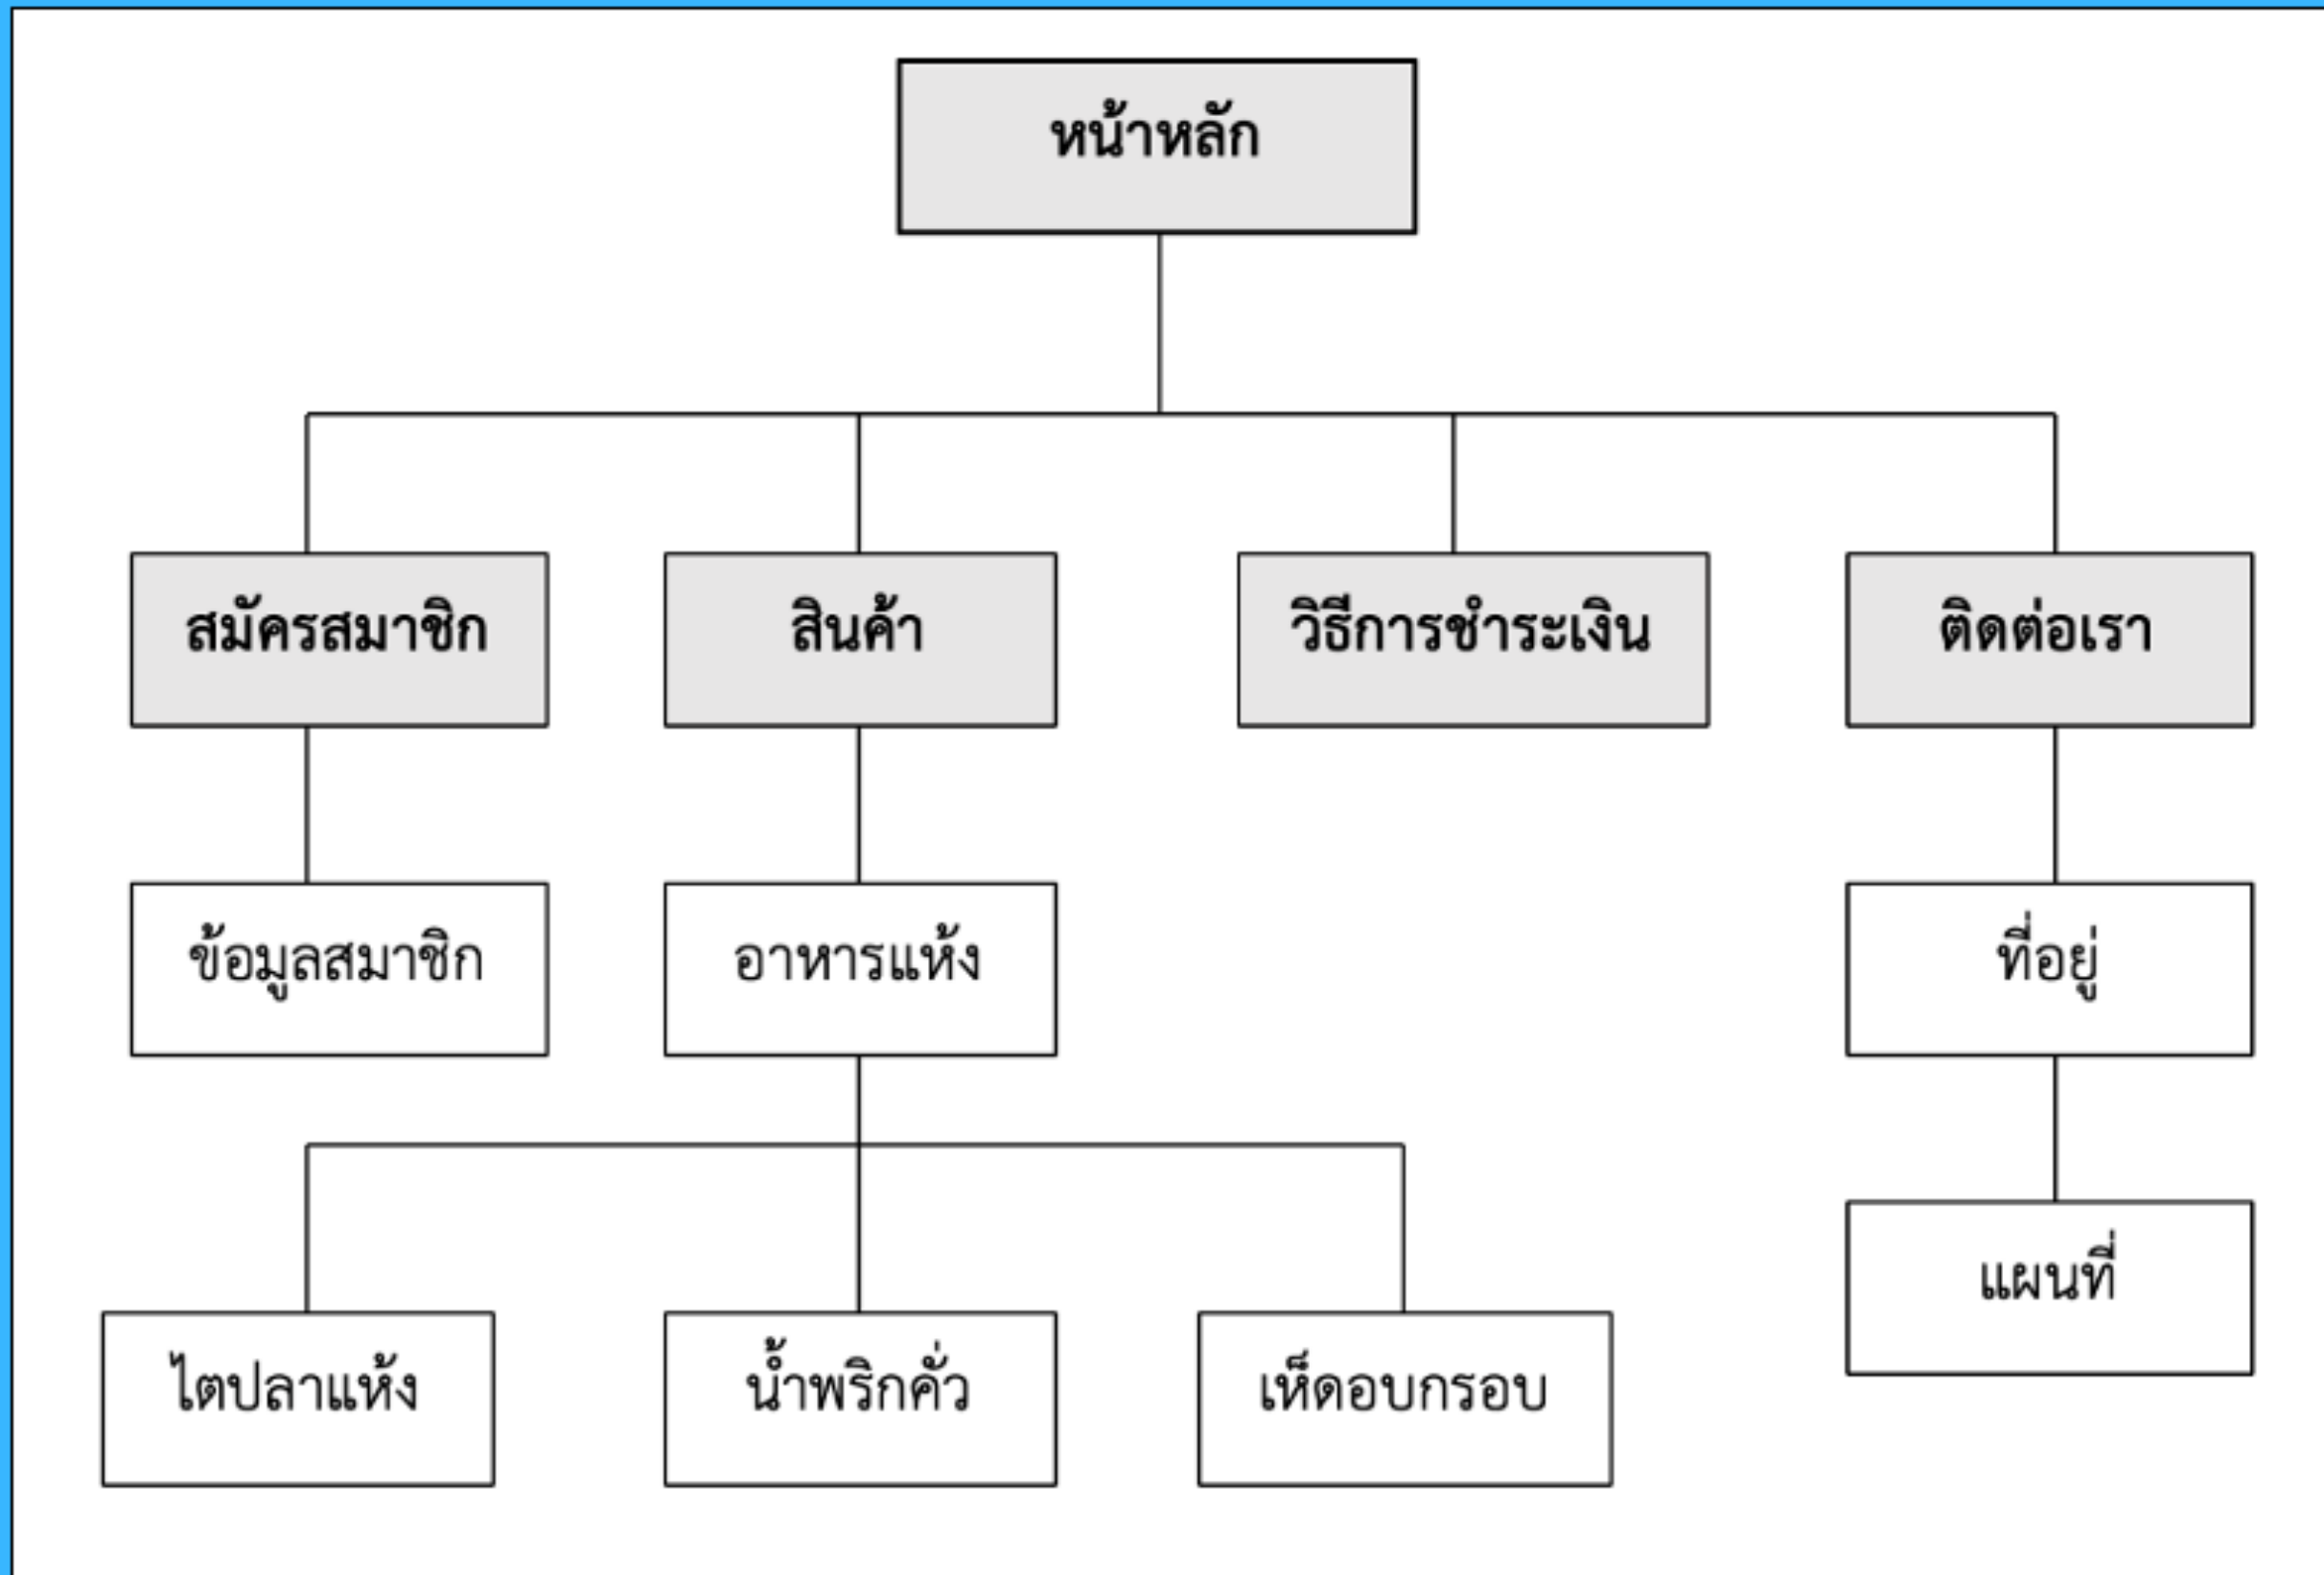 หน้าหลัก
สมัครสมาชิก
สินค้า
วิธีการชำระเงิน
ติดต่อเรา
ข้อมูลสมาชิก
อาหารแห้ง
ที่อยู่
แผนที่
ไตปลาแห้ง
น้ำพริกคั่ว
เห็ดอบกรอบ